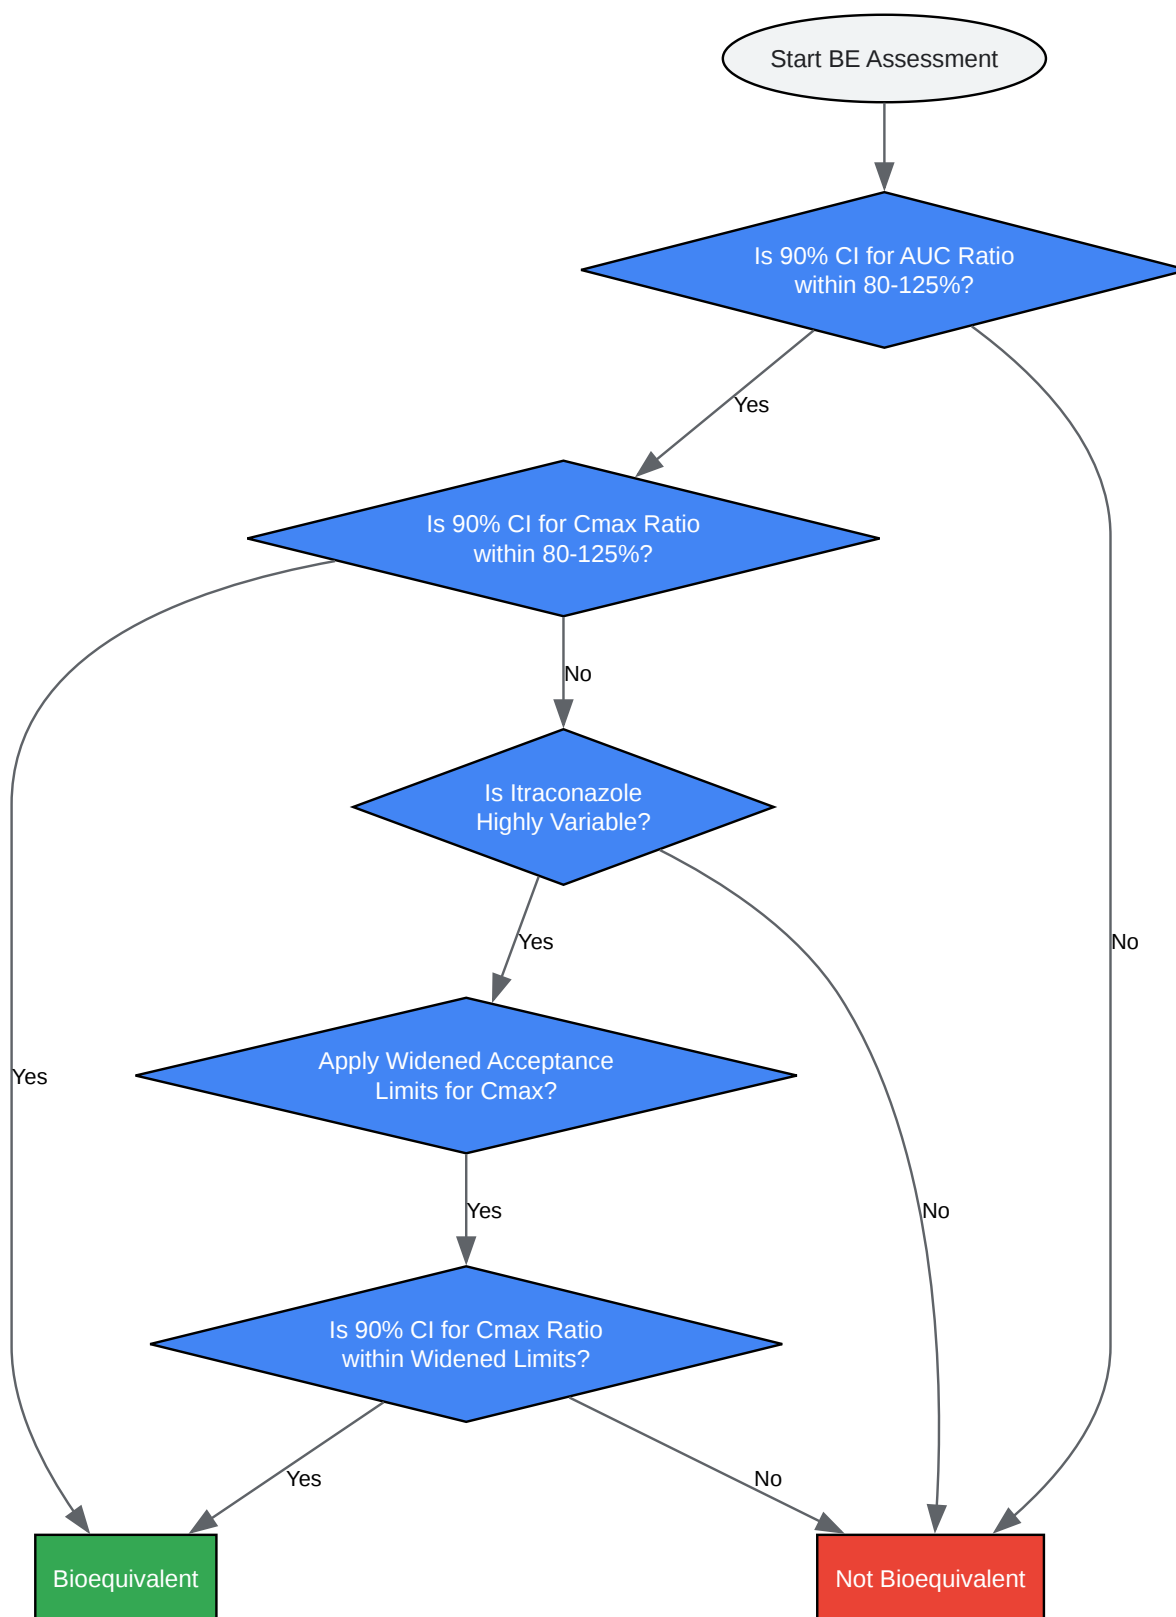 Start BE Assessment
Is 90% CI for AUC Ratio
within 80-125%?
Yes
Is 90% CI for Cmax Ratio
within 80-125%?
No
Is Itraconazole
Highly Variable?
Yes
No
Apply Widened Acceptance
Limits for Cmax?
Yes
Yes
No
Is 90% CI for Cmax Ratio
within Widened Limits?
Yes
No
Bioequivalent
Not Bioequivalent